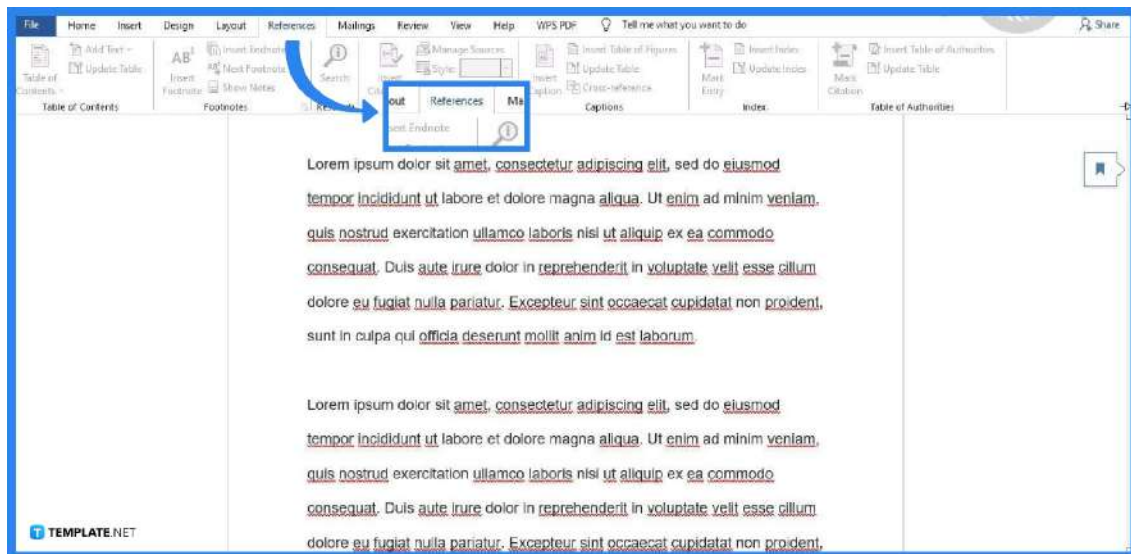 File Home Insert Design Layout References Mailings Review View Help WPS PDF Tell me what you want to do Share
Add Text Insert Endnote Manage Sources Insert Table of Figures Insert Index Insert Table of Authorities
Table of Contents Update Table AB¹ Insert Footnote Next Footnote Search Insert Style: Insert Caption Update Table Mark Entry Update Index Mark Citation Update Table
Show Notes Cross-reference
Table of Contents Footnotes Captions Index Table of Authorities
out References Ma
sert Endnote
Lorem ipsum dolor sit amet, consectetur adipiscing elit, sed do eiusmod
tempor incididunt ut labore et dolore magna aliqua. Ut enim ad minim veniam,
quis nostrud exercitation ullamco laboris nisi ut aliquip ex ea commodo
consequat. Duis aute irure dolor in reprehenderit in voluptate velit esse cillum
dolore eu fugiat nulla pariatur. Excepteur sint occaecat cupidatat non proident,
sunt in culpa qui officia deserunt mollit anim id est laborum.
Lorem ipsum dolor sit amet, consectetur adipiscing elit, sed do eiusmod
tempor incididunt ut labore et dolore magna aliqua. Ut enim ad minim veniam,
quis nostrud exercitation ullamco laboris nisi ut aliquip ex ea commodo
consequat. Duis aute irure dolor in reprehenderit in voluptate velit esse cillum
dolore eu fugiat nulla pariatur. Excepteur sint occaecat cupidatat non proident,
T TEMPLATE.NET